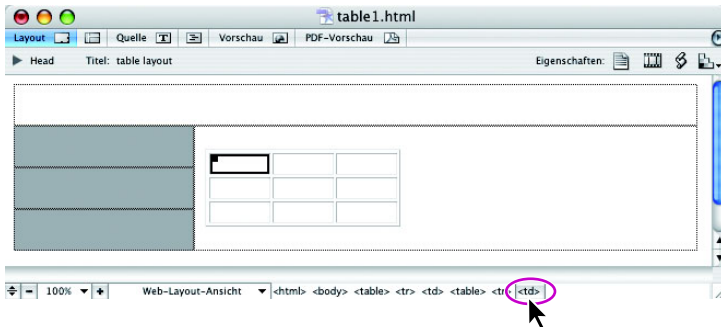 table1.html
Layout Quelle T Vorschau PDF-Vorschau
Head Titel: table layout Eigenschaften:
100% Web-Layout-Ansicht <html> <body> <table> <tr> <td> <table> <tr> <td>